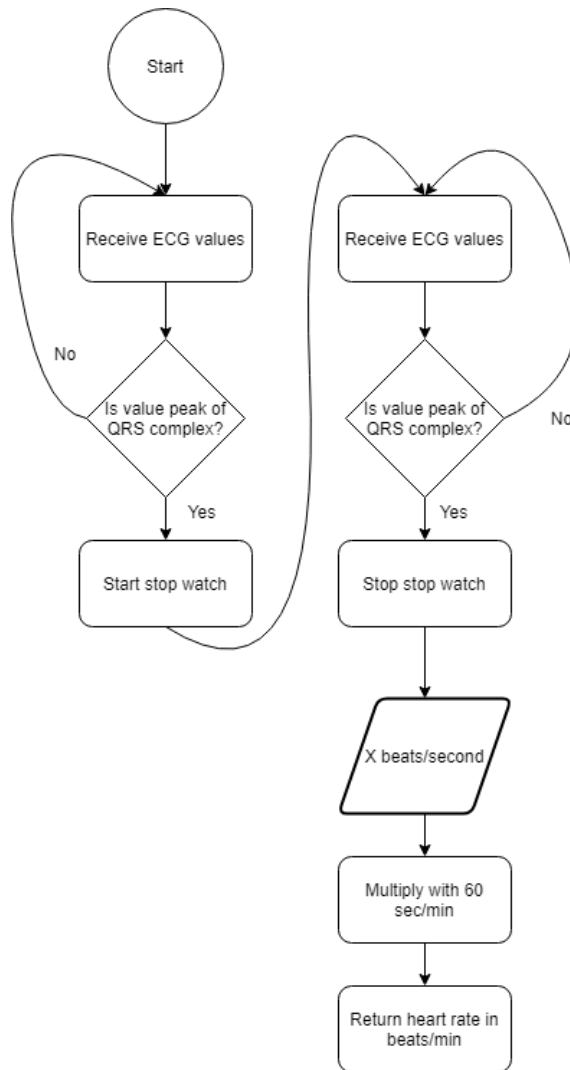 Start
Receive ECG values
No
Is value peak of
QRS complex?
Yes
Start stop watch
Receive ECG values
Is value peak of
QRS complex?
No
Yes
Stop stop watch
X beats/second
Multiply with 60
sec/min
Return heart rate in
beats/min